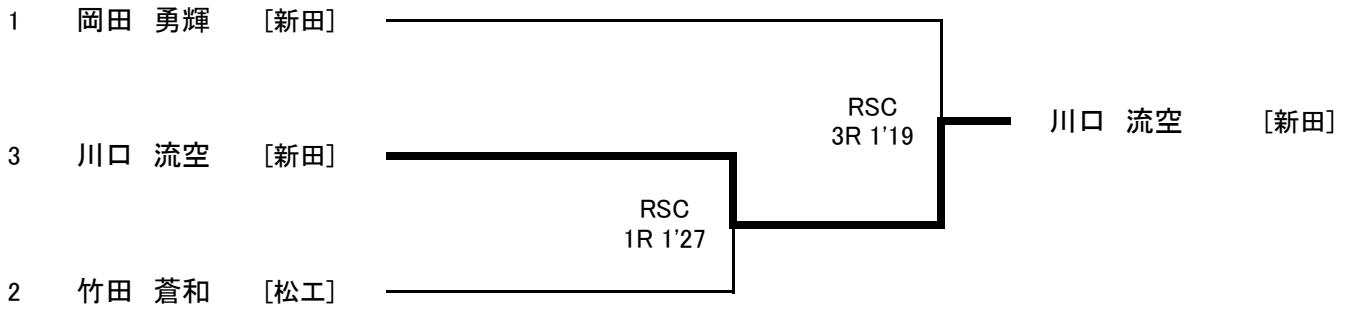 1 岡田 勇輝 [新田]
RSC
3R 1'19
川口 流空 [新田]
3 川口 流空 [新田]
RSC
1R 1'27
2 竹田 蒼和 [松工]